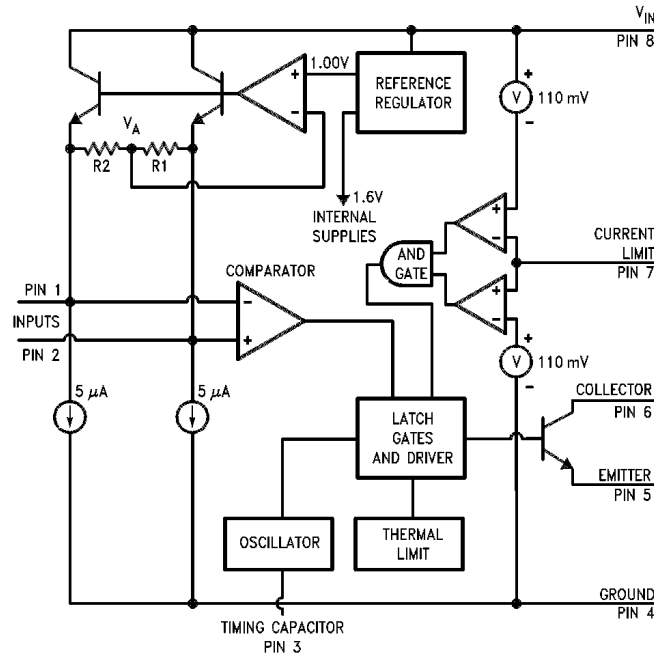 VIN
PIN 8
1.00V
REFERENCE
REGULATOR
+
-
V
+
110 mV
-
VA
R2
R1
1.6V
INTERNAL
SUPPLIES
+
-
AND
GATE
CURRENT
LIMIT
PIN 7
COMPARATOR
+
-
PIN 1
INPUTS
PIN 2
-
+
+
V
110 mV
-
5 μA
5 μA
COLLECTOR
PIN 6
LATCH
GATES
AND DRIVER
EMITTER
PIN 5
OSCILLATOR
THERMAL
LIMIT
GROUND
PIN 4
TIMING CAPACITOR
PIN 3